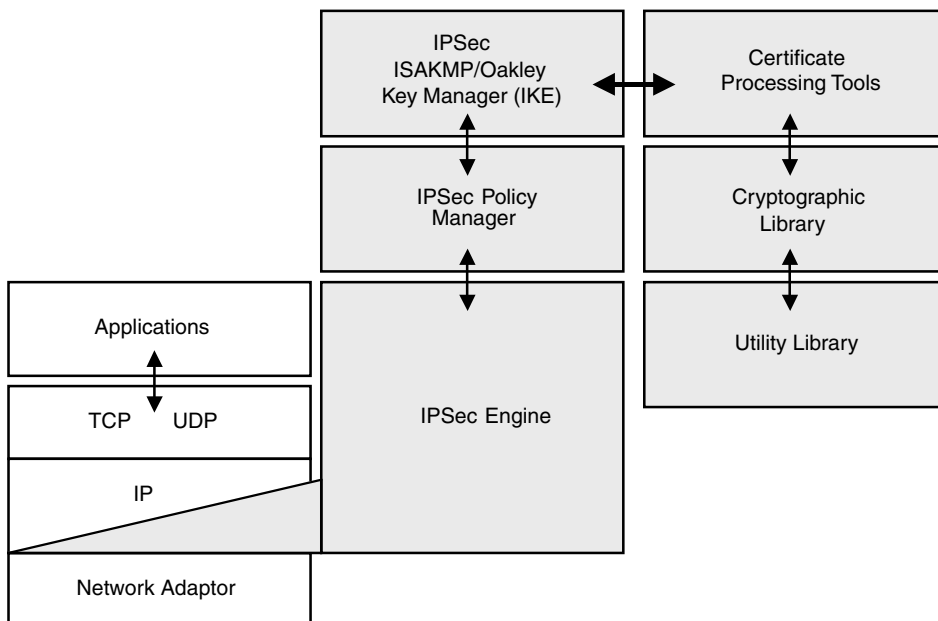 IPSec
ISAKMP/Oakley
Key Manager (IKE)
Certificate
Processing Tools
IPSec Policy
Manager
Cryptographic
Library
Applications
Utility Library
TCP UDP
IPSec Engine
IP
Network Adaptor